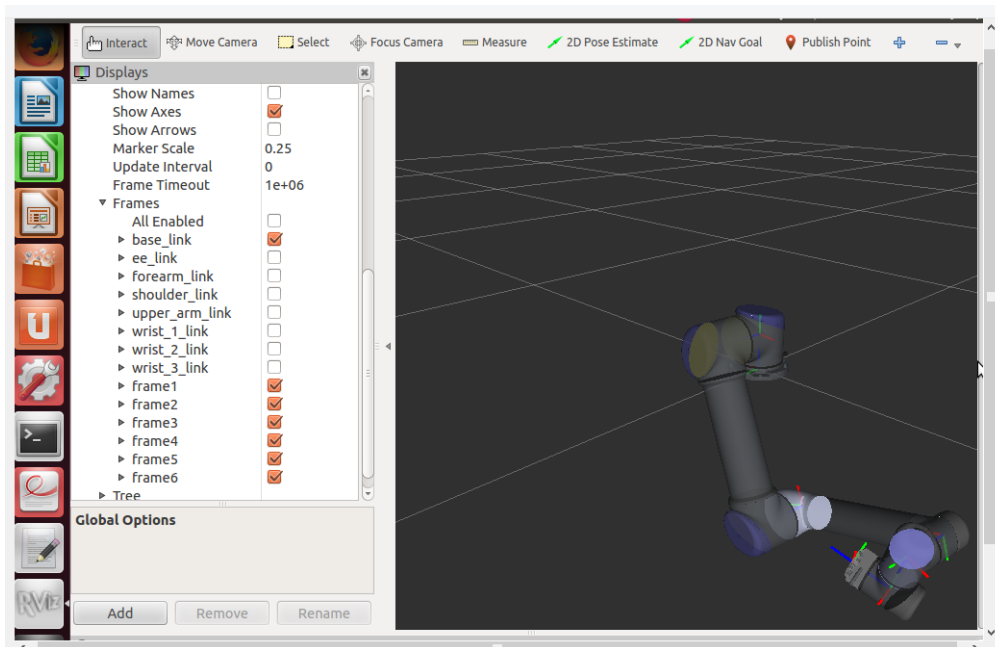 Interact Move Camera Select Focus Camera Measure 2D Pose Estimate 2D Nav Goal Publish Point
Displays
Show Names
Show Axes
Show Arrows
Marker Scale 0.25
Update Interval 0
Frame Timeout 1e+06
Frames
All Enabled
base_link
ee_link
forearm_link
shoulder_link
upper_arm_link
wrist_1_link
wrist_2_link
wrist_3_link
frame1
frame2
frame3
frame4
frame5
frame6
Tree
Global Options
Add Remove Rename
RViz